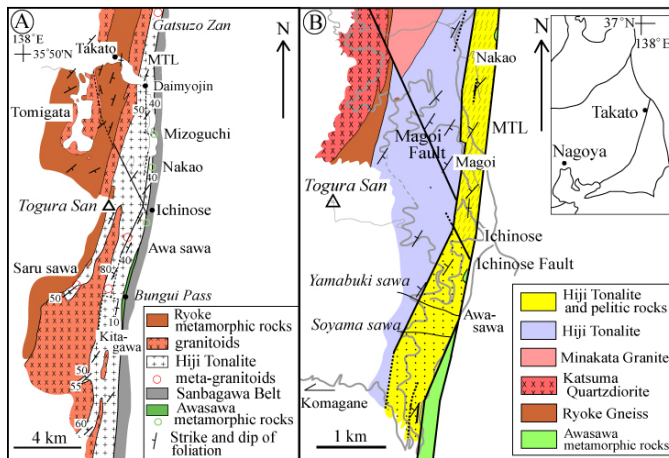 A
138°E
35°50'N
Gatsuzo Zan
N
Takato
MTL
Daimyojin
50
40
Tomigata
40
Mizoguchi
Nakao
40
Togura San
Ichinose
Awa sawa
Saru sawa
40
80
50
Bungui Pass
10
Kita-
gawa
50
55
60
4 km
Ryoke
metamorphic rocks
granitoids
Hiji Tonalite
meta-granitoids
Sanbagawa Belt
Awasawa
metamorphic rocks
Strike and dip of
foliation
B
N
Nakao
MTL
Magoi
Fault
Magoi
Togura San
Ichinose
Ichinose Fault
Yamabuki sawa
Soyama sawa
Awa-
sawa
Komagane
1 km
37°N
138°E
Takato
Nagoya
Hiji Tonalite
and pelitic rocks
Hiji Tonalite
Minakata Granite
Katsuma
Quartzdiorite
Ryoke Gneiss
Awasawa
metamorphic rocks